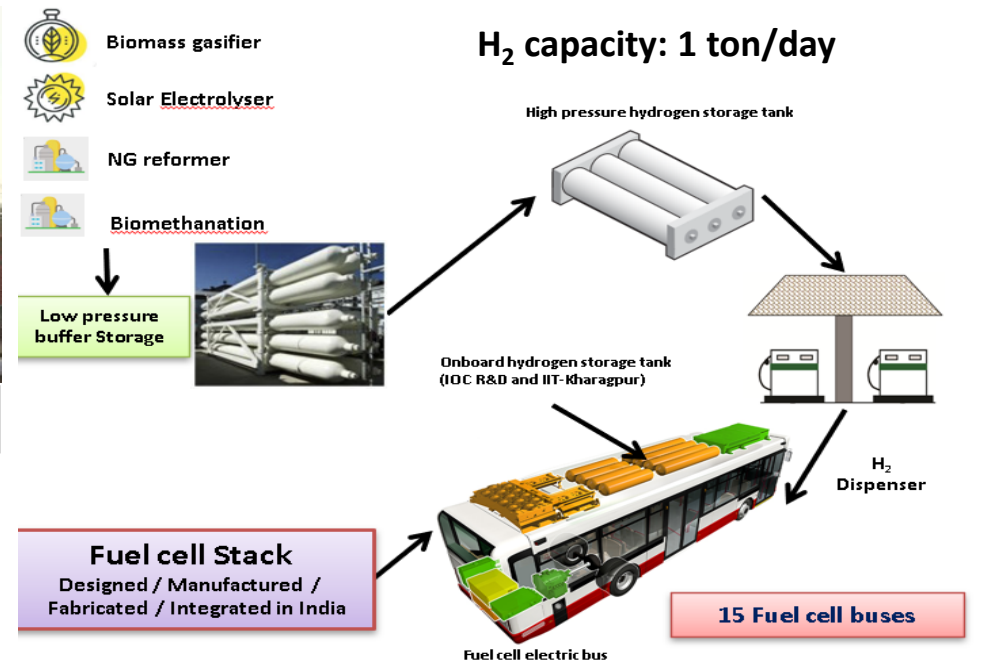 Biomass gasifier
H₂ capacity: 1 ton/day
Solar Electrolyser
High pressure hydrogen storage tank
NG reformer
Biomethanation
Low pressure
buffer Storage
Onboard hydrogen storage tank
(IOC R&D and IIT-Kharagpur)
H₂
Dispenser
Fuel cell Stack
Designed / Manufactured /
Fabricated / Integrated in India
15 Fuel cell buses
Fuel cell electric bus